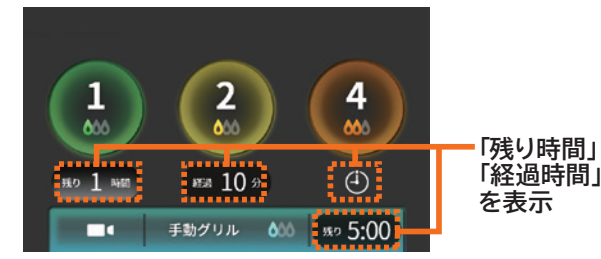 1
2
4
残り 1 時間
経過 10 分
手動グリル
残り 5:00
「残り時間」
「経過時間」
を表示